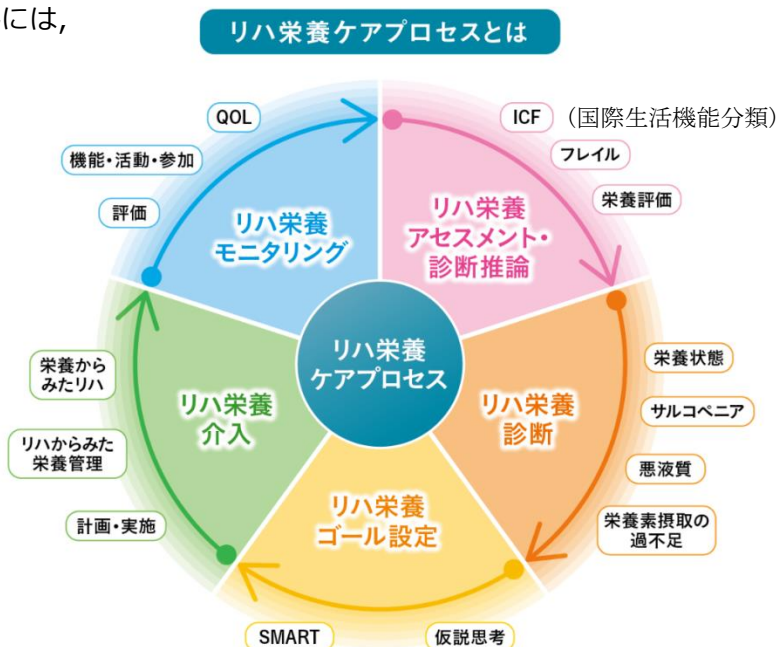 には,
リハ栄養ケアプロセスとは
QOL
機能・活動・参加
評価
リハ栄養
モニタリング
ICF (国際生活機能分類)
フレイル
栄養評価
リハ栄養
アセスメント・
診断推論
リハ栄養
ケアプロセス
栄養状態
サルコペニア
悪液質
栄養素摂取の
過不足
リハ栄養
診断
リハ栄養
ゴール設定
仮説思考
SMART
リハ栄養
介入
栄養から
みたリハ
リハからみた
栄養管理
計画・実施